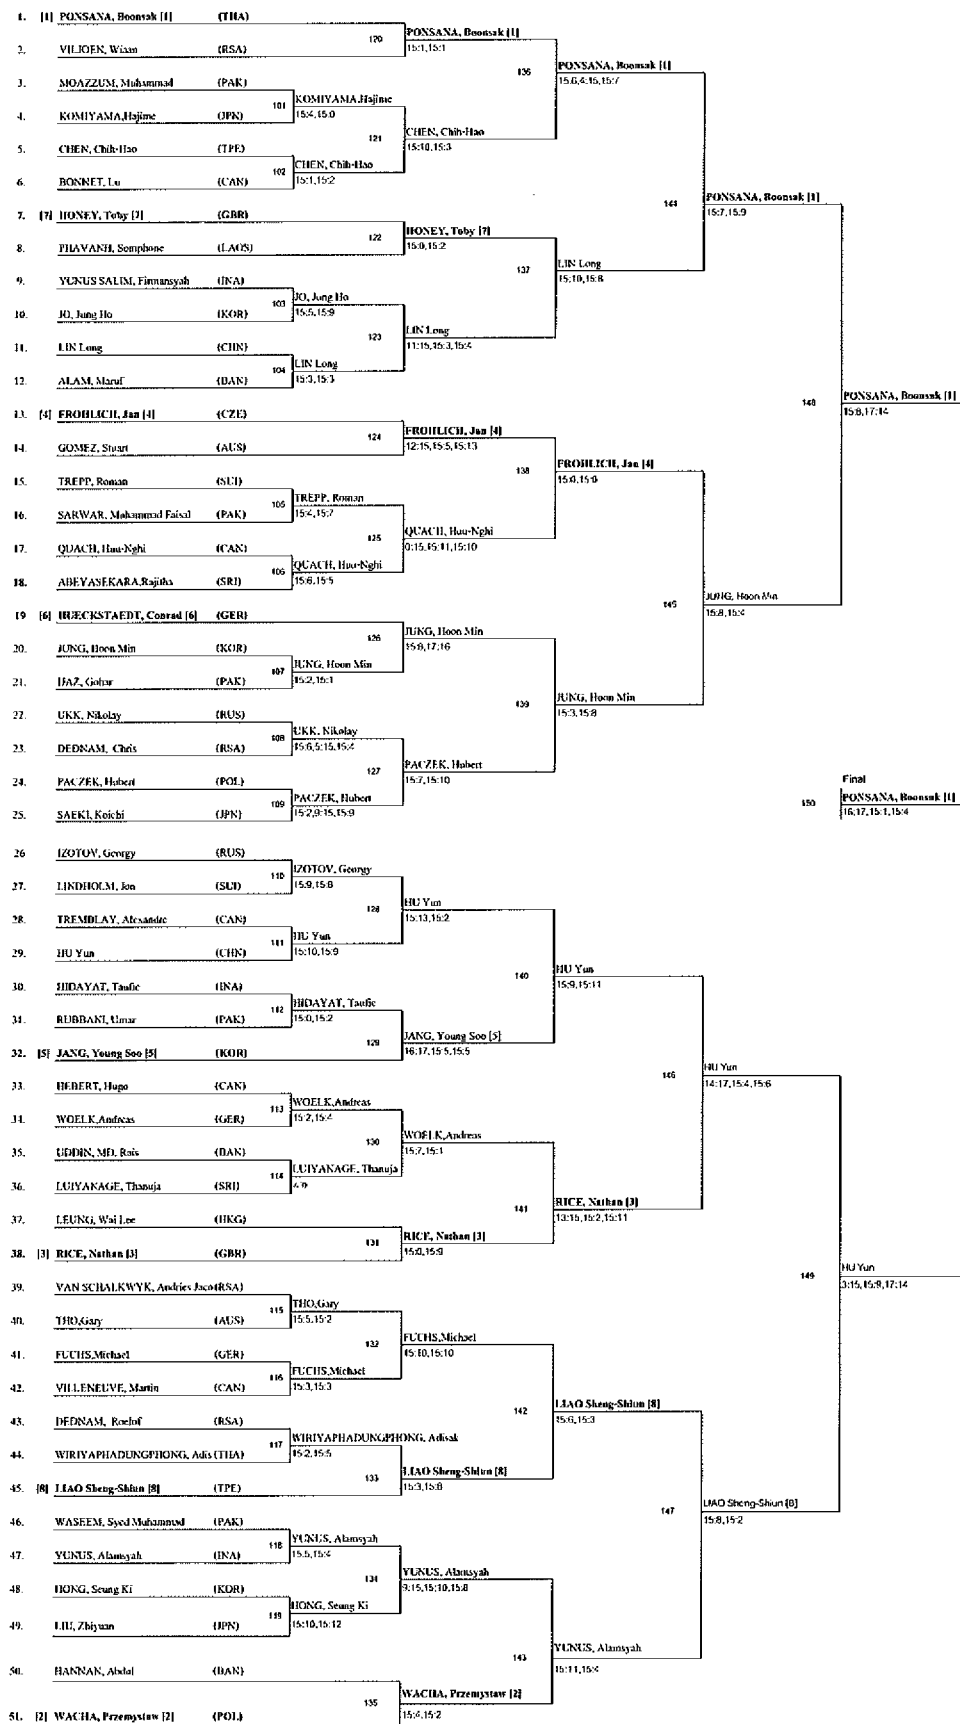 1. [1] PONSANA, Boonsak [1] (THA)
120 PONSANA, Boonsak [1]
15:1,15:1
2. VILJOEN, Wiaan (RSA)
136 PONSANA, Boonsak [1]
15:6,4:15,15:7
3. MOAZZUM, Muhammad (PAK)
101 KOMIYAMA,Hajime
15:4,15:0
4. KOMIYAMA,Hajime (JPN)
121 CHEN, Chih-Hao
15:10,15:3
5. CHEN, Chih-Hao (TPE)
102 CHEN, Chih-Hao
15:1,15:2
6. BONNET, Lu (CAN)
144 PONSANA, Boonsak [1]
15:7,15:9
7. [7] HONEY, Toby [7] (GBR)
122 HONEY, Toby [7]
15:0,15:2
8. PHAVANH, Somphone (LAOS)
137 LIN Long
15:10,15:8
9. YUNUS SALIM, Firmansyah (INA)
103 JO, Jung Ho
15:5,15:9
10. JO, Jung Ho (KOR)
123 LIN Long
11:15,15:3,15:4
11. LIN Long (CHN)
104 LIN Long
15:3,15:3
12. ALAM, Maruf (BAN)
148 PONSANA, Boonsak [1]
15:8,17:14
13. [4] FROHLICH, Jan [4] (CZE)
124 FROHLICH, Jan [4]
12:15,15:5,15:13
14. GOMEZ, Stuart (AUS)
138 FROHLICH, Jan [4]
15:0,15:0
15. TREPP, Roman (SUI)
105 TREPP, Roman
15:4,15:7
16. SARWAR, Mohammad Faisal (PAK)
125 QUACH, Huu-Nghi
0:15,15:11,15:10
17. QUACH, Huu-Nghi (CAN)
106 QUACH, Huu-Nghi
15:6,15:5
18. ABEYASEKARA,Rajitha (SRI)
145 JUNG, Hoon Min
15:8,15:4
19 [6] HUECKSTAEDT, Conrad [6] (GER)
126 JUNG, Hoon Min
15:8,17:16
20. JUNG, Hoon Min (KOR)
107 JUNG, Hoon Min
15:2,15:1
21. IJAZ, Gohar (PAK)
139 JUNG, Hoon Min
15:3,15:8
22. UKK, Nikolay (RUS)
108 UKK, Nikolay
15:6,5:15,15:4
23. DEDNAM, Chris (RSA)
127 PACZEK, Hubert
15:7,15:10
24. PACZEK, Hubert (POL)
109 PACZEK, Hubert
15:2,9:15,15:9
25. SAEKI, Koichi (JPN)
Final
150 PONSANA, Boonsak [1]
16:17,15:1,15:4
26 IZOTOV, Georgy (RUS)
110 IZOTOV, Georgy
15:9,15:8
27. LINDHOLM, Jon (SUI)
128 HU Yun
15:13,15:2
28. TREMBLAY, Alexandre (CAN)
111 HU Yun
15:10,15:9
29. HU Yun (CHN)
140 HU Yun
15:9,15:11
30. HIDAYAT, Taufic (INA)
112 HIDAYAT, Taufic
15:0,15:2
31. RUBBANI, Umar (PAK)
129 JANG, Young Soo [5]
16:17,15:5,15:5
32. [5] JANG, Young Soo [5] (KOR)
146 HU Yun
14:17,15:4,15:6
33. HEBERT, Hugo (CAN)
113 WOELK,Andreas
15:2,15:4
34. WOELK,Andreas (GER)
130 WOELK,Andreas
15:7,15:1
35. UDDIN, MD. Rais (BAN)
114 LUIYANAGE, Thanuja
36. LUIYANAGE, Thanuja (SRI)
141 RICE, Nathan [3]
13:15,15:2,15:11
37. LEUNG, Wai Lee (HKG)
131 RICE, Nathan [3]
15:0,15:9
38. [3] RICE, Nathan [3] (GBR)
149 HU Yun
3:15,15:9,17:14
39. VAN SCHALKWYK, Andries Jaco (RSA)
115 THO,Gary
15:5,15:2
40. THO,Gary (AUS)
132 FUCHS,Michael
15:10,15:10
41. FUCHS,Michael (GER)
116 FUCHS,Michael
15:3,15:3
42. VILLENEUVE, Martin (CAN)
142 LIAO Sheng-Shiun [8]
15:6,15:3
43. DEDNAM, Roelof (RSA)
117 WIRIYAPHADUNGPHONG, Adisak
15:2,15:5
44. WIRIYAPHADUNGPHONG, Adis (THA)
133 LIAO Sheng-Shiun [8]
15:3,15:8
45. [8] LIAO Sheng-Shiun [8] (TPE)
147 LIAO Sheng-Shiun [8]
15:8,15:2
46. WASEEM, Syed Muhammad (PAK)
118 YUNUS, Alamsyah
15:5,15:4
47. YUNUS, Alamsyah (INA)
134 YUNUS, Alamsyah
9:15,15:10,15:8
48. HONG, Seung Ki (KOR)
119 HONG, Seung Ki
15:10,15:12
49. LIU, Zhiyuan (JPN)
143 YUNUS, Alamsyah
15:11,15:4
50. HANNAN, Abdul (BAN)
135 WACHA, Przemystaw [2]
15:4,15:2
51. [2] WACHA, Przemystaw [2] (POL)